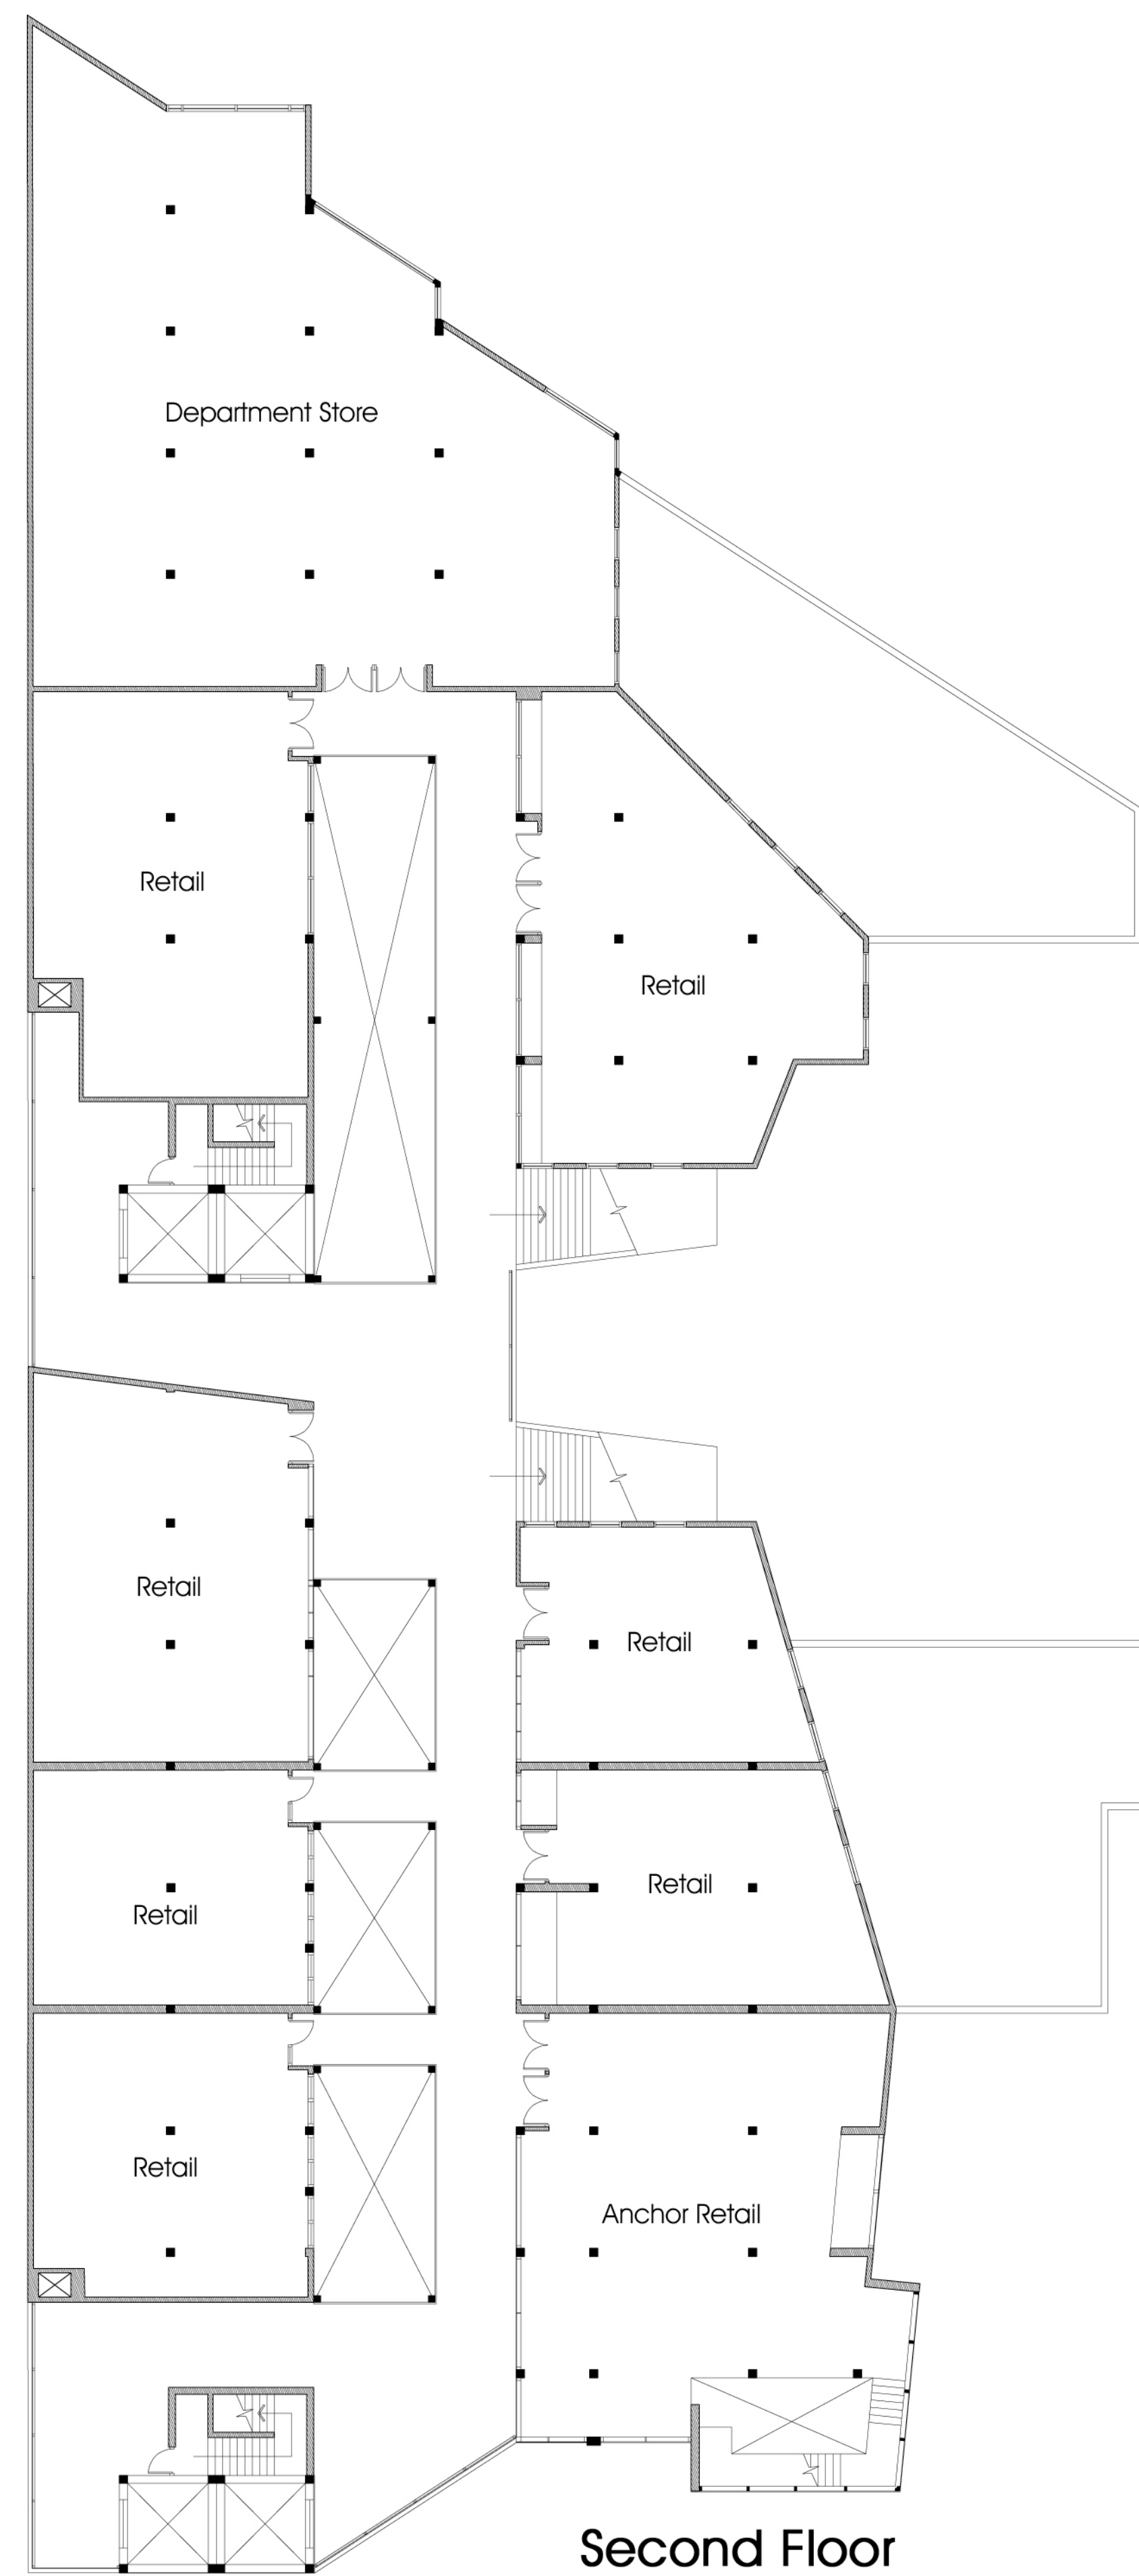 Department Store
Retail
Retail
Retail
Retail
Retail
Retail
Retail
Anchor Retail
Second Floor